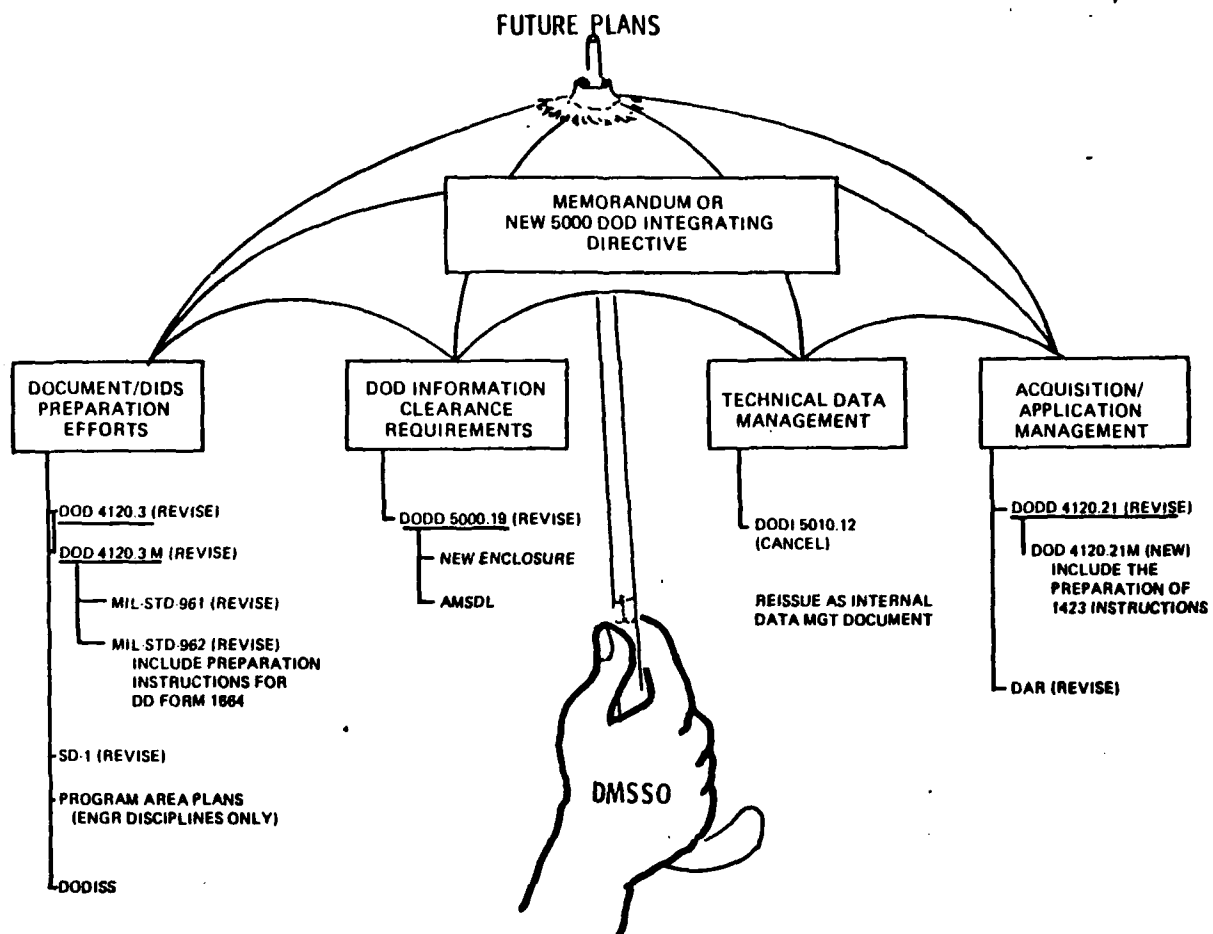 FUTURE PLANS
MEMORANDUM OR
NEW 5000 DOD INTEGRATING
DIRECTIVE
DOCUMENT/DIDS
PREPARATION
EFFORTS
DOD 4120.3 (REVISE)
DOD 4120.3 M (REVISE)
MIL-STD-961 (REVISE)
MIL-STD-962 (REVISE)
INCLUDE PREPARATION
INSTRUCTIONS FOR
DD FORM 1664
SD-1 (REVISE)
PROGRAM AREA PLANS
(ENGR DISCIPLINES ONLY)
DODISS
DOD INFORMATION
CLEARANCE
REQUIREMENTS
DODD 5000.19 (REVISE)
NEW ENCLOSURE
AMSDL
TECHNICAL DATA
MANAGEMENT
DODI 5010.12
(CANCEL)
REISSUE AS INTERNAL
DATA MGT DOCUMENT
ACQUISITION/
APPLICATION
MANAGEMENT
DODD 4120.21 (REVISE)
DOD 4120.21M (NEW)
INCLUDE THE
PREPARATION OF
1423 INSTRUCTIONS
DAR (REVISE)
DMSSO